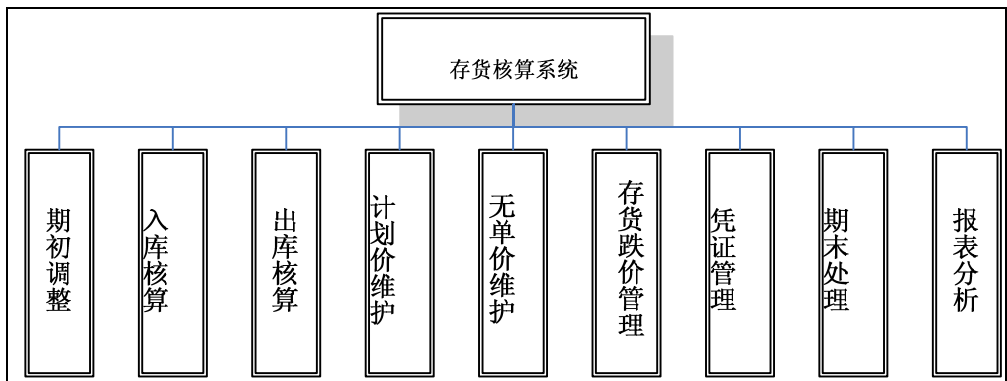 存货核算系统
期初调整
入库核算
出库核算
计划价维护
无单价维护
存货跌价管理
凭证管理
期末处理
报表分析